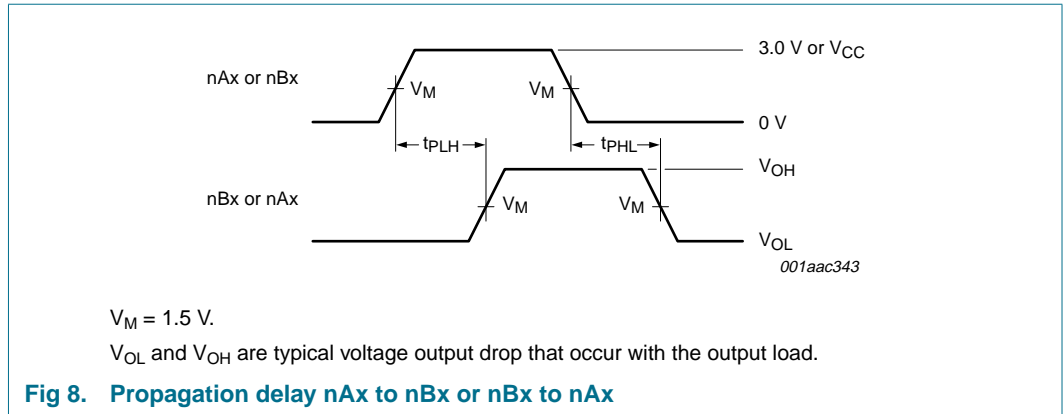 3.0 V or VCC
nAx or nBx
VM
VM
0 V
tPLH
tPHL
VOH
nBx or nAx
VM
VM
VOL
001aac343
VM = 1.5 V.
VOL and VOH are typical voltage output drop that occur with the output load.
Fig 8. Propagation delay nAx to nBx or nBx to nAx